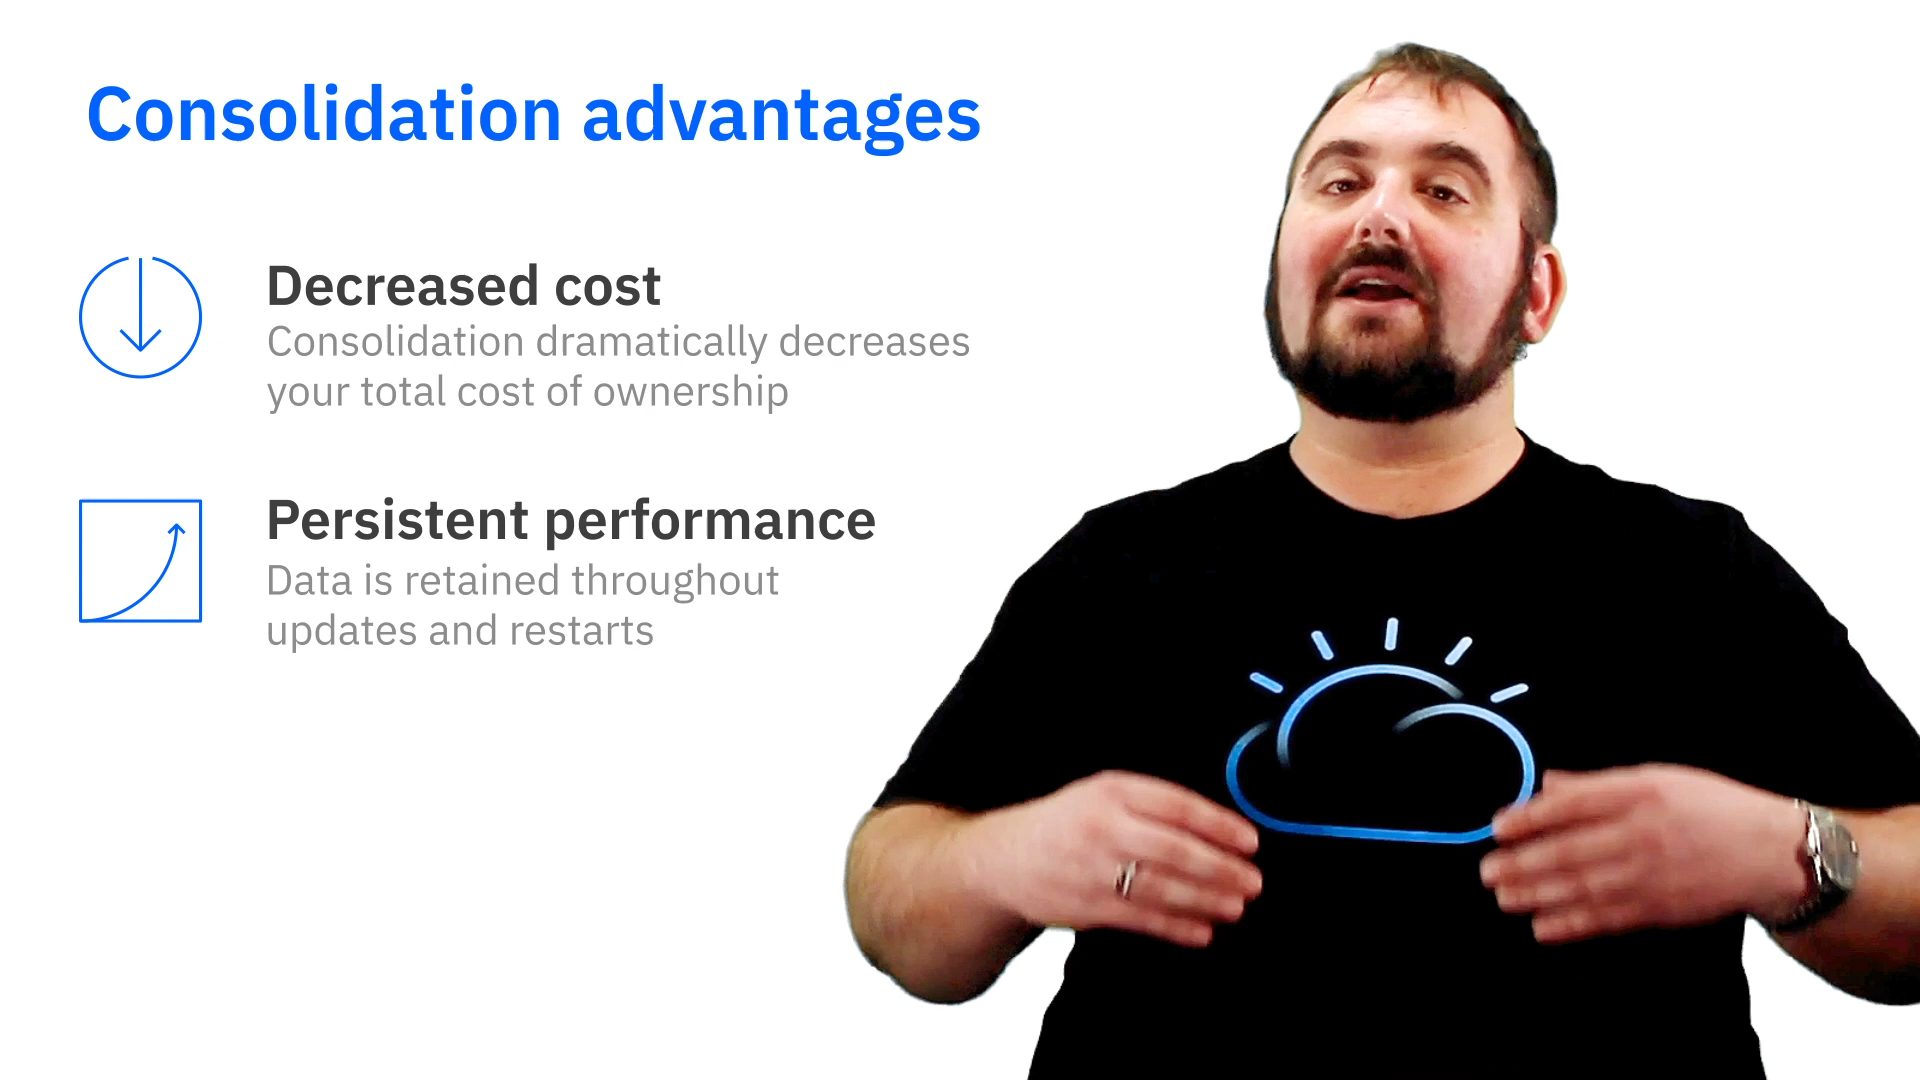 Consolidation advantages
Decreased cost
Consolidation dramatically decreases
your total cost of ownership
Persistent performance
Data is retained throughout
updates and restarts